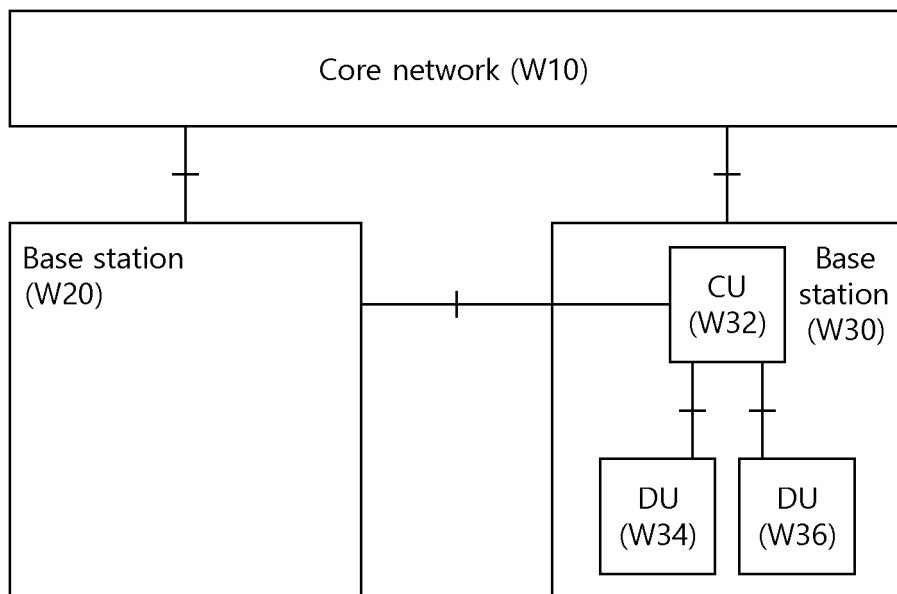 Core network (W10)
Base station
(W20)
CU
(W32)
Base
station
(W30)
DU
(W34)
DU
(W36)